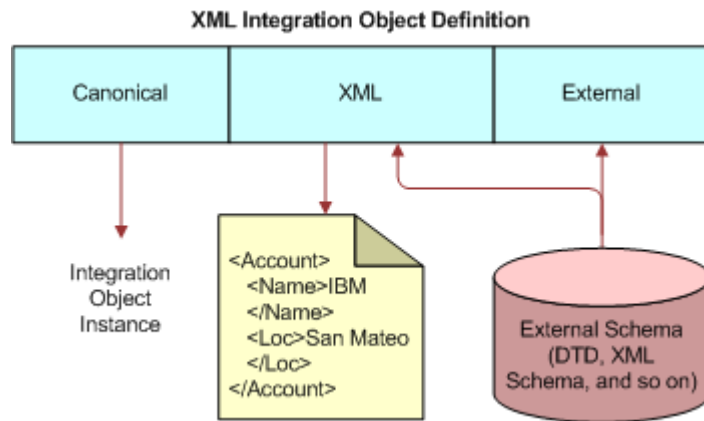 XML Integration Object Definition
Canonical
XML
External
Integration
Object
Instance
<Account>
<Name>IBM
</Name>
<Loc>San Mateo
</Loc>
</Account>
External Schema
(DTD, XML
Schema, and so on)